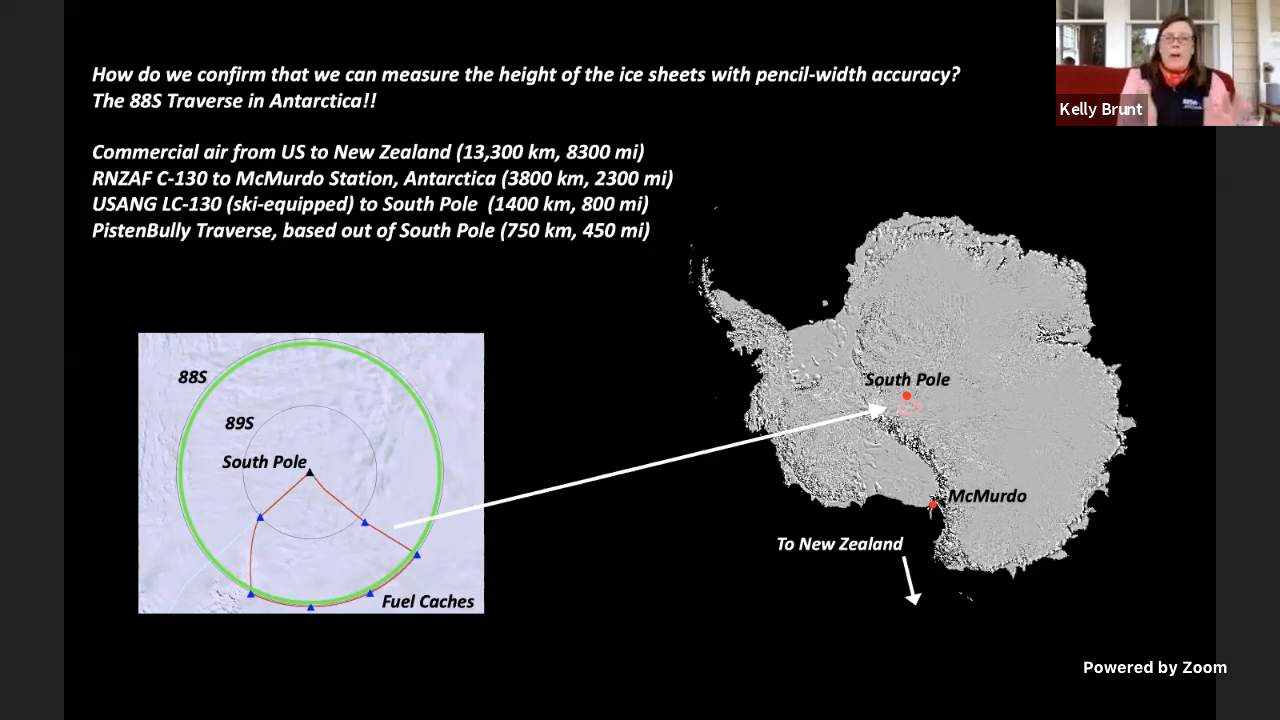 How do we confirm that we can measure the height of the ice sheets with pencil-width accuracy?
The 88S Traverse in Antarctica!!
Commercial air from US to New Zealand (13,300 km, 8300 mi)
RNZAF C-130 to McMurdo Station, Antarctica (3800 km, 2300 mi)
USANG LC-130 (ski-equipped) to South Pole (1400 km, 800 mi)
PistenBully Traverse, based out of South Pole (750 km, 450 mi)
Kelly Brunt
88S
89S
South Pole
Fuel Caches
South Pole
McMurdo
To New Zealand
Powered by Zoom